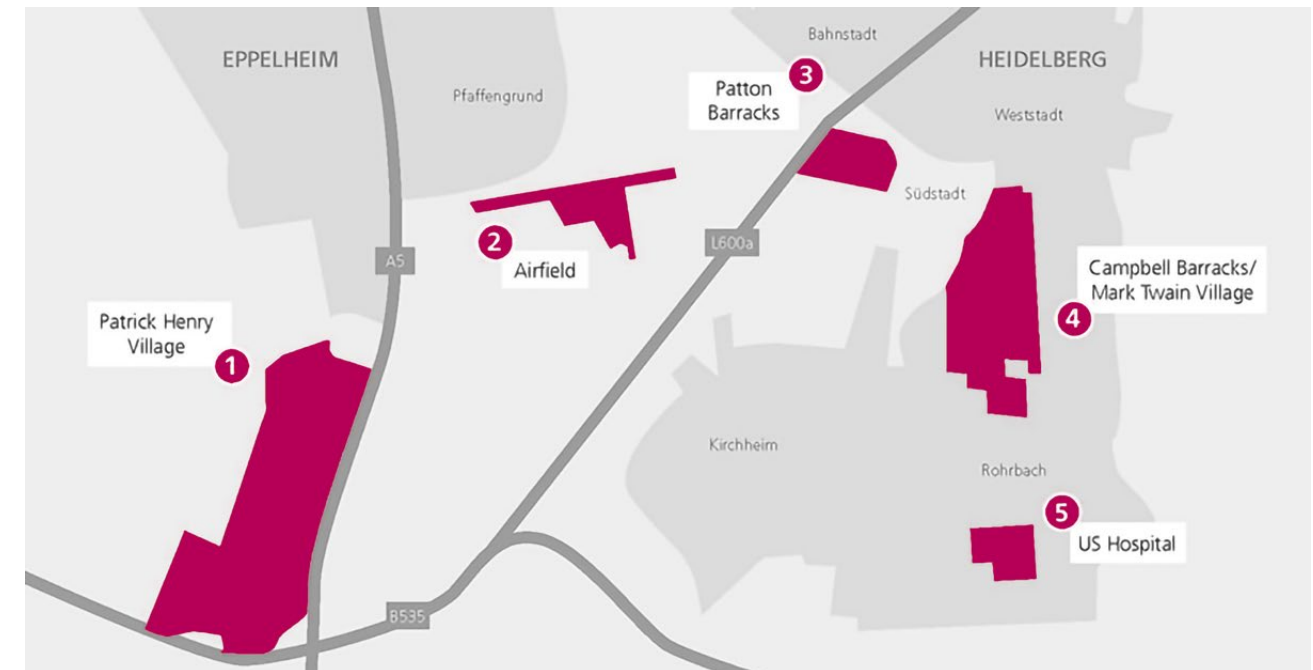 Bahnstadt
EPPELHEIM
HEIDELBERG
3
Patton
Barracks
Pfaffengrund
Weststadt
Südstadt
2
Airfield
L600a
A5
Campbell Barracks/
Mark Twain Village
4
Patrick Henry
Village
1
Kirchheim
Rohrbach
5
US Hospital
B535